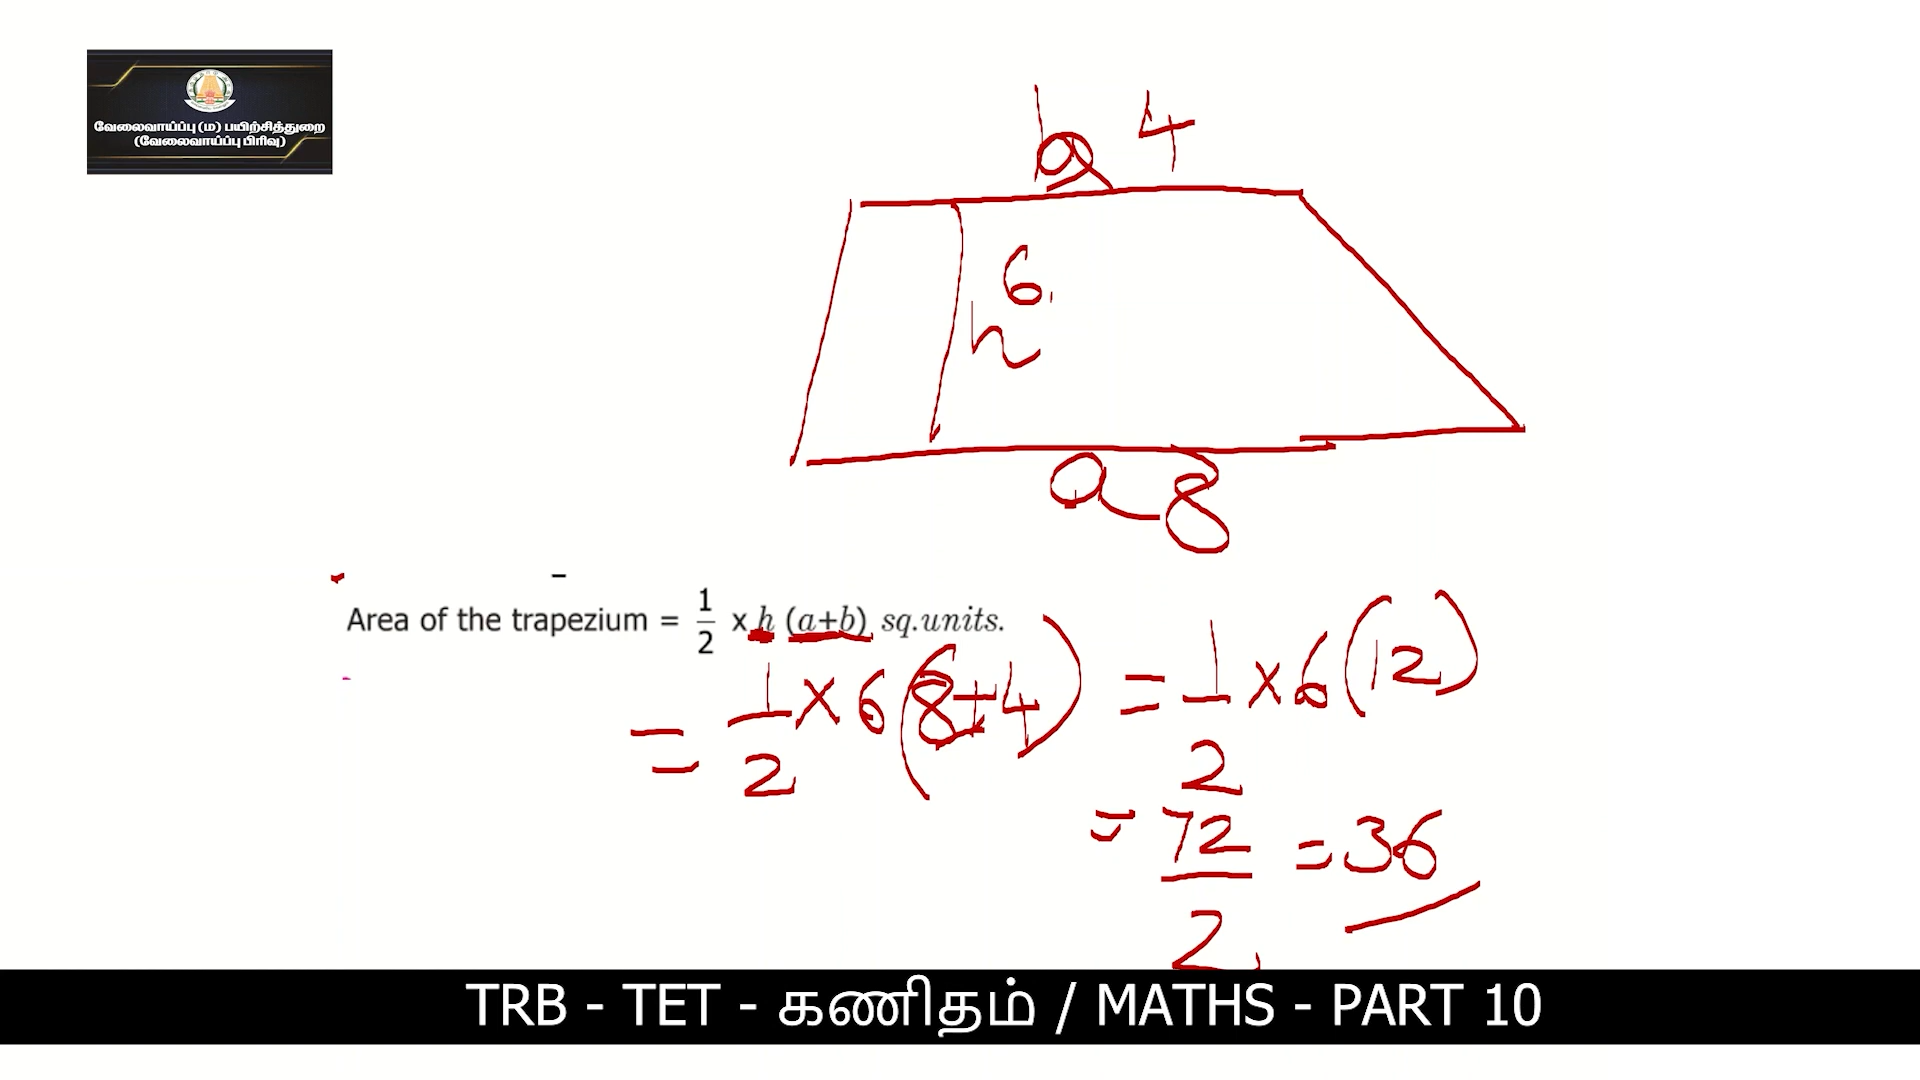 வேலைவாய்ப்பு (ம) பயிற்சித்துறை
(வேலைவாய்ப்பு பிரிவு)
b 4
6
h
a 8
Area of the trapezium = 1/2 x h (a+b) sq.units.
= 1/2 × 6 (8+4) = 1/2 × 6 (12)
= 72/2 = 36
TRB - TET - கணிதம் / MATHS - PART 10